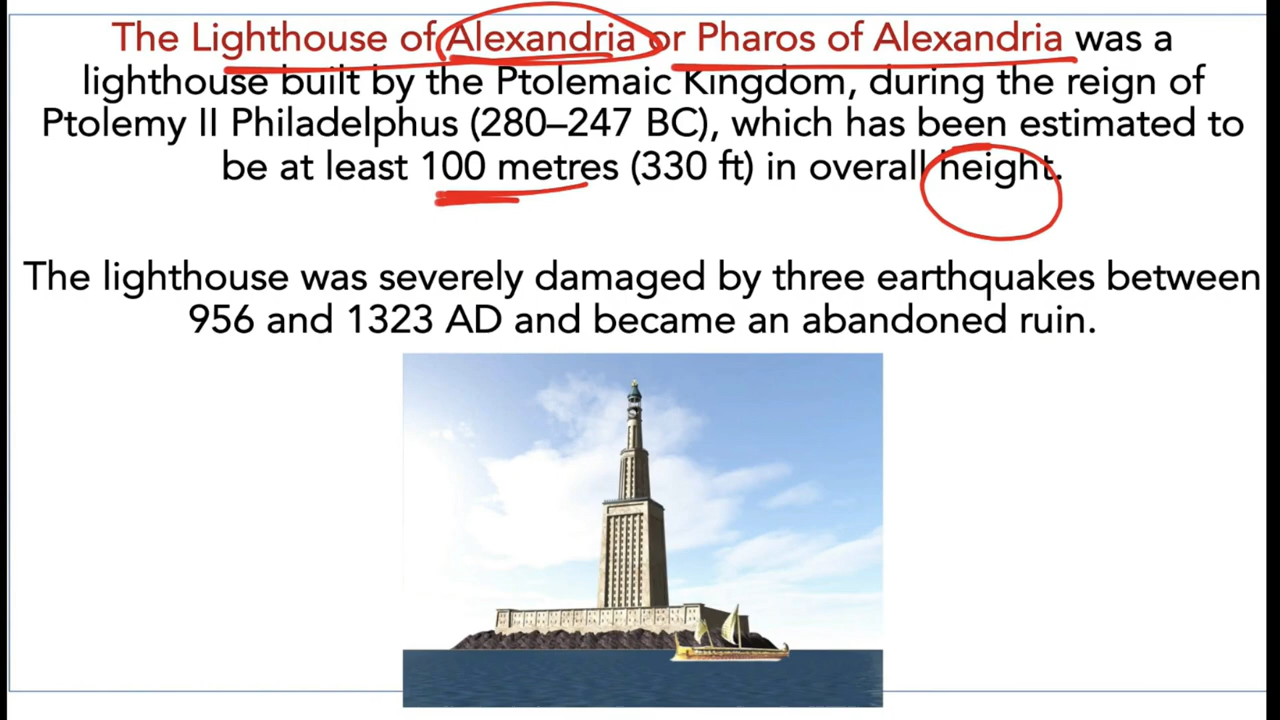 The Lighthouse of Alexandria or Pharos of Alexandria was a
lighthouse built by the Ptolemaic Kingdom, during the reign of
Ptolemy II Philadelphus (280–247 BC), which has been estimated to
be at least 100 metres (330 ft) in overall height.
The lighthouse was severely damaged by three earthquakes between
956 and 1323 AD and became an abandoned ruin.